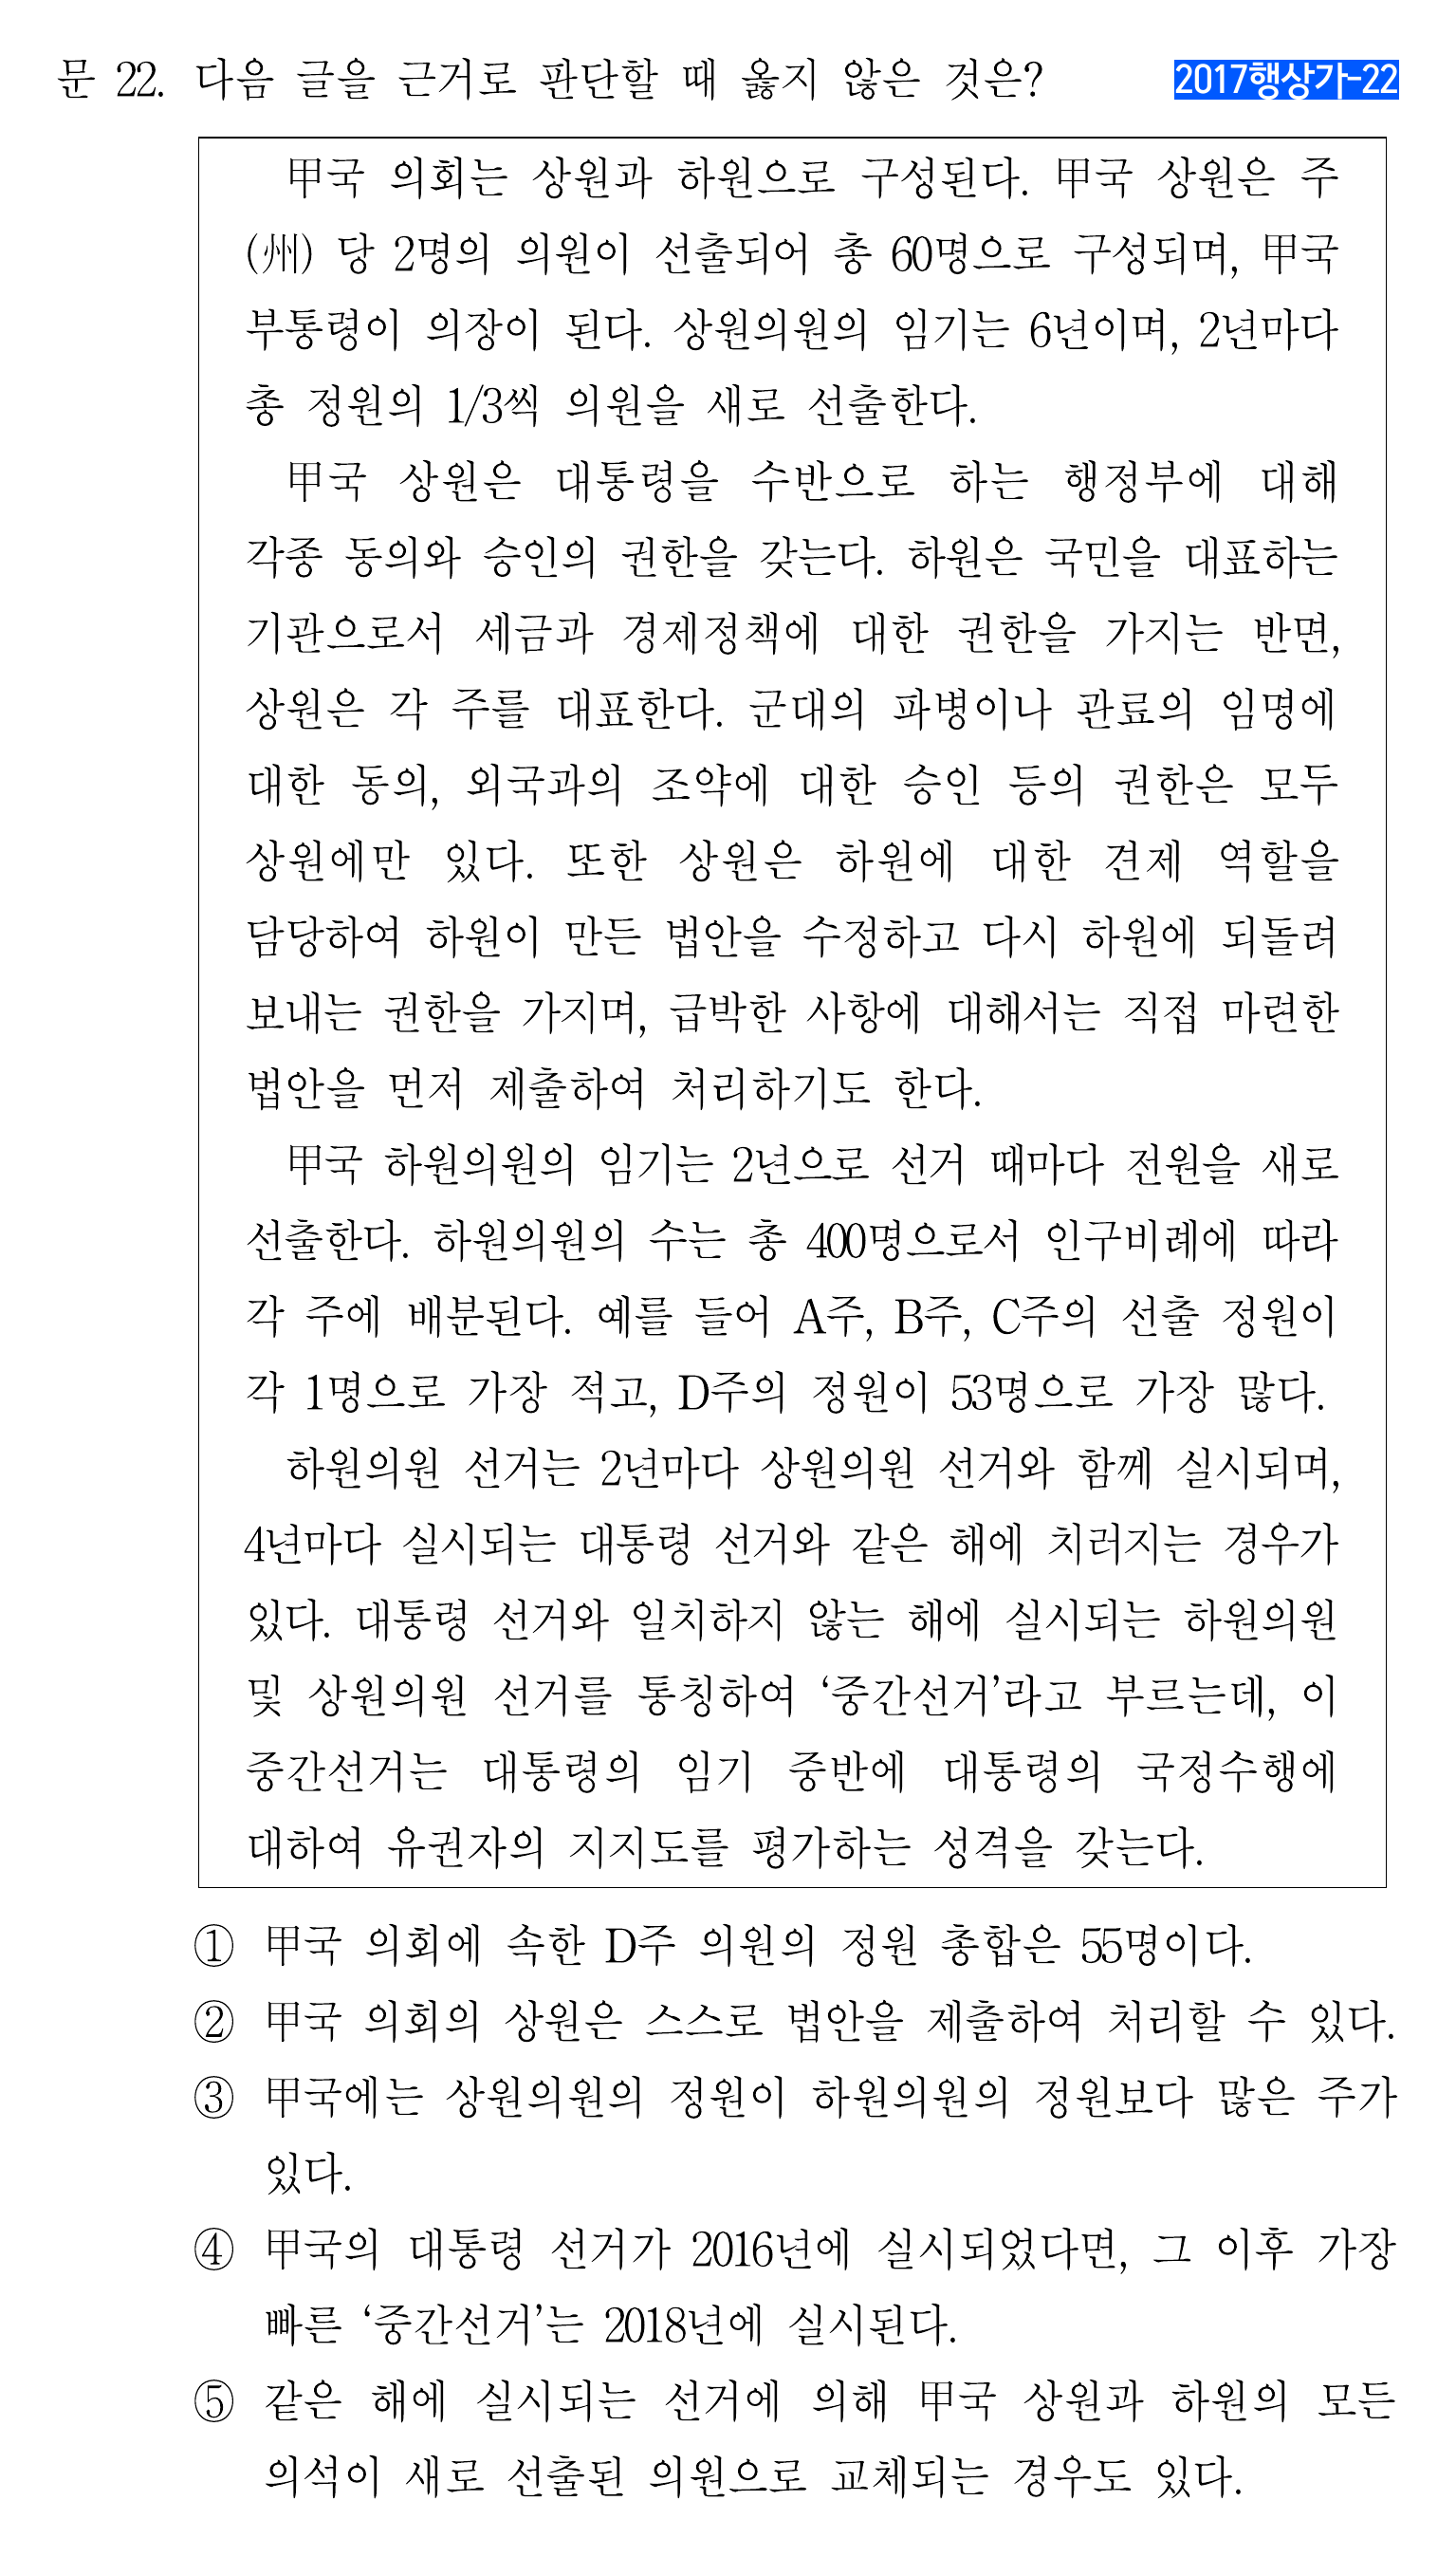 문 22. 다음 글을 근거로 판단할 때 옳지 않은 것은?
2017행상가-22
甲국 의회는 상원과 하원으로 구성된다. 甲국 상원은 주
(州) 당 2명의 의원이 선출되어 총 60명으로 구성되며, 甲국
부통령이 의장이 된다. 상원의원의 임기는 6년이며, 2년마다
총 정원의 1/3씩 의원을 새로 선출한다.
甲국 상원은 대통령을 수반으로 하는 행정부에 대해
각종 동의와 승인의 권한을 갖는다. 하원은 국민을 대표하는
기관으로서 세금과 경제정책에 대한 권한을 가지는 반면,
상원은 각 주를 대표한다. 군대의 파병이나 관료의 임명에
대한 동의, 외국과의 조약에 대한 승인 등의 권한은 모두
상원에만 있다. 또한 상원은 하원에 대한 견제 역할을
담당하여 하원이 만든 법안을 수정하고 다시 하원에 되돌려
보내는 권한을 가지며, 급박한 사항에 대해서는 직접 마련한
법안을 먼저 제출하여 처리하기도 한다.
甲국 하원의원의 임기는 2년으로 선거 때마다 전원을 새로
선출한다. 하원의원의 수는 총 400명으로서 인구비례에 따라
각 주에 배분된다. 예를 들어 A주, B주, C주의 선출 정원이
각 1명으로 가장 적고, D주의 정원이 53명으로 가장 많다.
하원의원 선거는 2년마다 상원의원 선거와 함께 실시되며,
4년마다 실시되는 대통령 선거와 같은 해에 치러지는 경우가
있다. 대통령 선거와 일치하지 않는 해에 실시되는 하원의원
및 상원의원 선거를 통칭하여 ‘중간선거’라고 부르는데, 이
중간선거는 대통령의 임기 중반에 대통령의 국정수행에
대하여 유권자의 지지도를 평가하는 성격을 갖는다.
① 甲국 의회에 속한 D주 의원의 정원 총합은 55명이다.
② 甲국 의회의 상원은 스스로 법안을 제출하여 처리할 수 있다.
③ 甲국에는 상원의원의 정원이 하원의원의 정원보다 많은 주가
있다.
④ 甲국의 대통령 선거가 2016년에 실시되었다면, 그 이후 가장
빠른 ‘중간선거’는 2018년에 실시된다.
⑤ 같은 해에 실시되는 선거에 의해 甲국 상원과 하원의 모든
의석이 새로 선출된 의원으로 교체되는 경우도 있다.